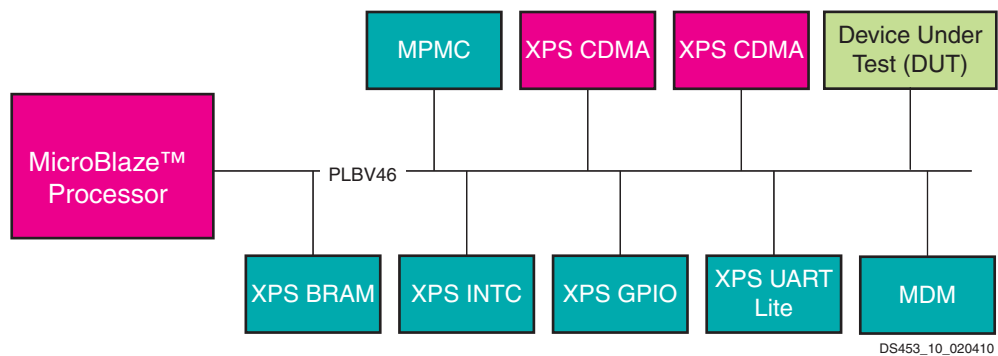 MPMC
XPS CDMA
XPS CDMA
Device Under
Test (DUT)
MicroBlaze™
Processor
PLBV46
XPS BRAM
XPS INTC
XPS GPIO
XPS UART
Lite
MDM
DS453_10_020410